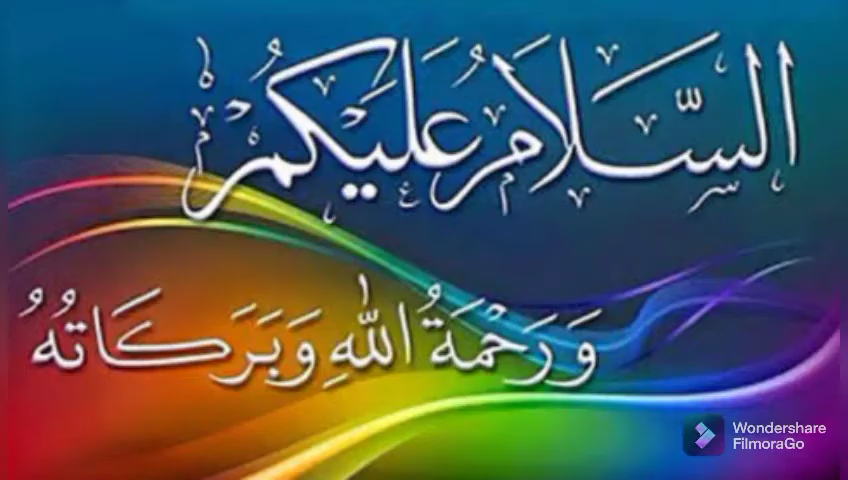 السَّلَامُ عَلَيْكُمْ
وَرَحْمَةُ اللهِ وَبَرَكَاتُهُ
Wondershare
FilmoraGo